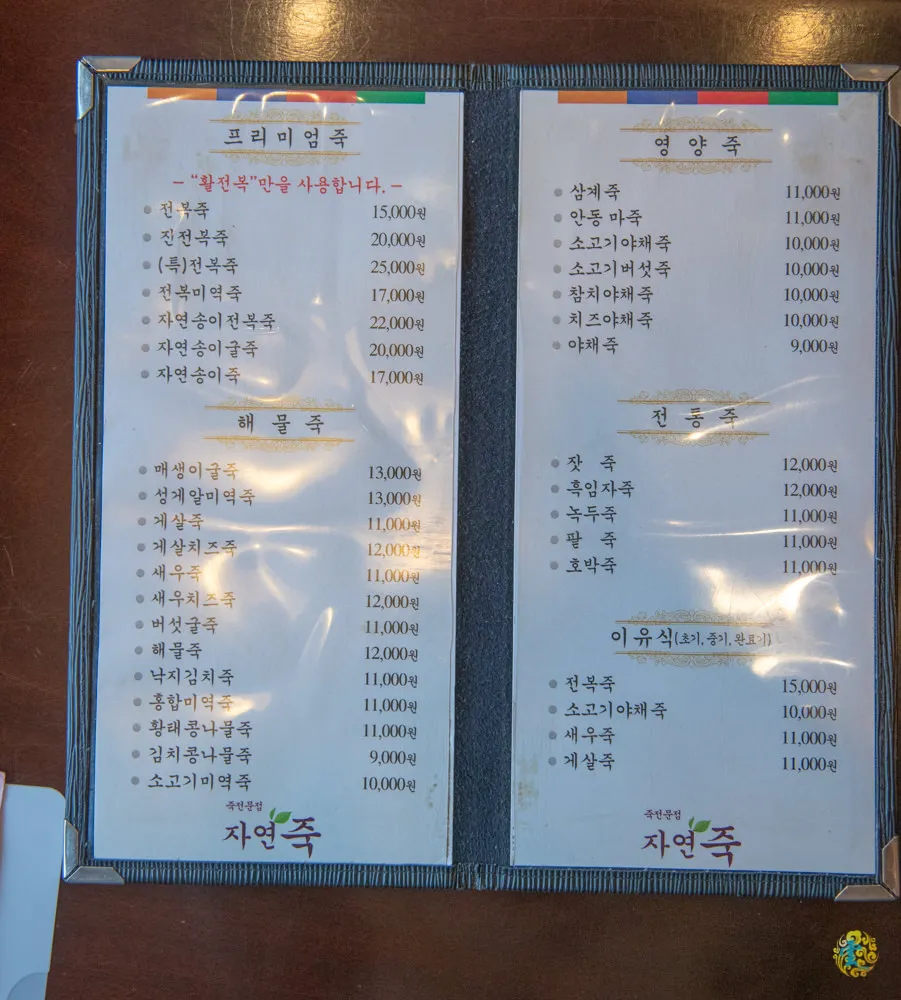 프리미엄죽
– "활전복"만을 사용합니다. –
전복죽 15,000원
진전복죽 20,000원
(특)전복죽 25,000원
전복미역죽 17,000원
자연송이전복죽 22,000원
자연송이굴죽 20,000원
자연송이죽 17,000원
해물죽
매생이굴죽 13,000원
성게알미역죽 13,000원
게살죽 11,000원
게살치즈죽 12,000원
새우죽 11,000원
새우치즈죽 12,000원
버섯굴죽 11,000원
해물죽 12,000원
낙지김치죽 11,000원
홍합미역죽 11,000원
황태콩나물죽 11,000원
김치콩나물죽 9,000원
소고기미역죽 10,000원
죽전문점
자연죽
영양죽
삼계죽 11,000원
안동마죽 11,000원
소고기야채죽 10,000원
소고기버섯죽 10,000원
참치야채죽 10,000원
치즈야채죽 10,000원
야채죽 9,000원
전통죽
잣 죽 12,000원
흑임자죽 12,000원
녹두죽 11,000원
팥 죽 11,000원
호박죽 11,000원
이유식(초기, 중기, 완료기)
전복죽 15,000원
소고기야채죽 10,000원
새우죽 11,000원
게살죽 11,000원
죽전문점
자연죽